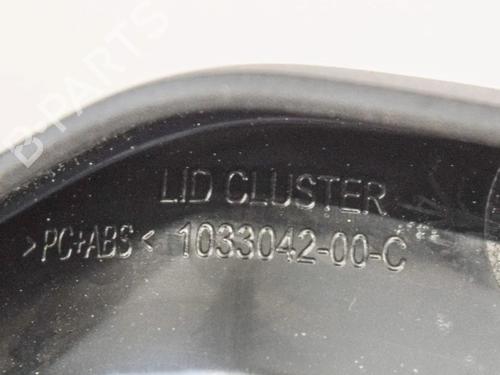 B PARTS
LID CLUSTER
>PC+ABS< 1033042-00-C